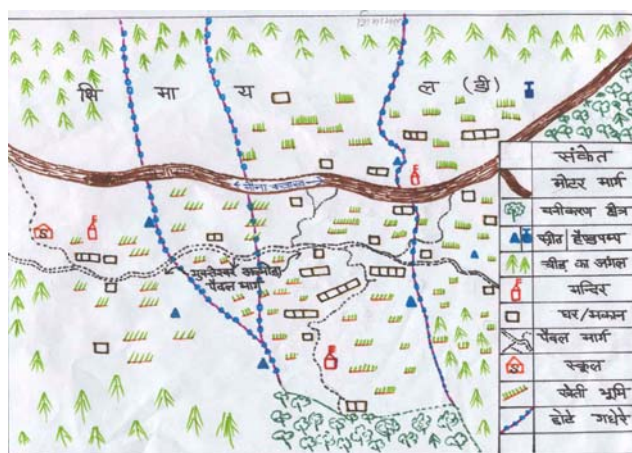 सि मा य ल (डी)
संकेत
मोटर मार्ग
वनीकरण क्षेत्र
स्रोत/हैण्डपम्प
चीड़ का जंगल
मन्दिर
घर/मकान
पैदल मार्ग
स्कूल
खेती भूमि
छोटे गधेरे
पैदल मार्ग